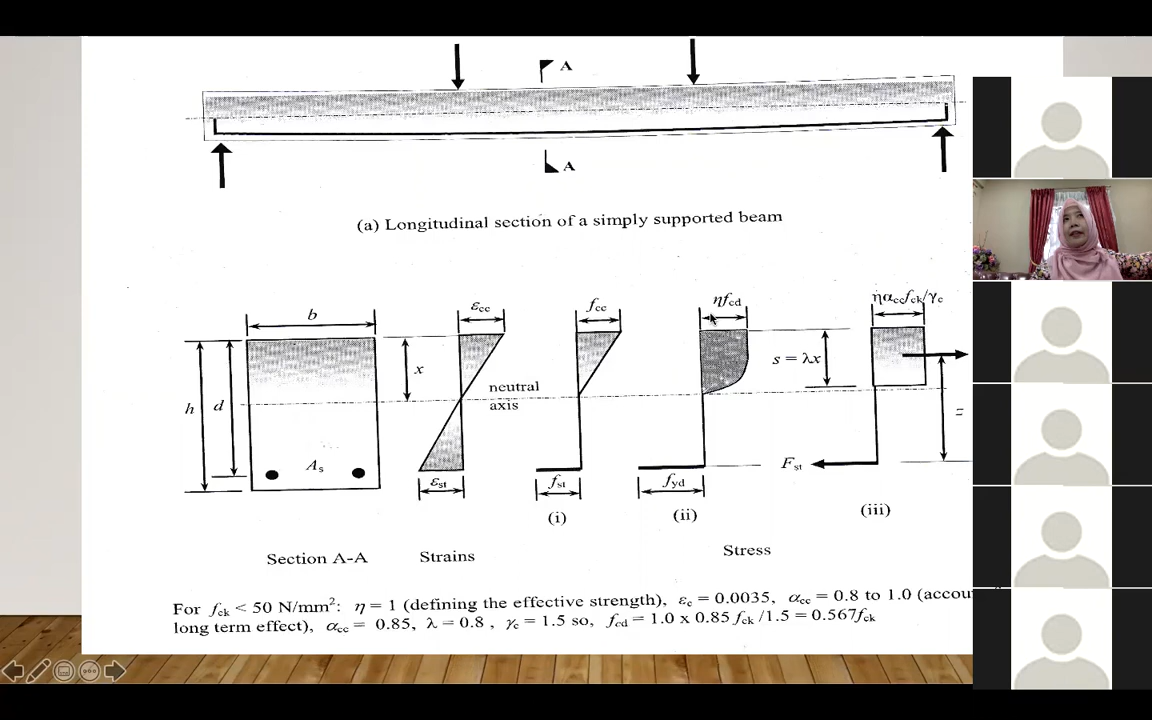 A
A
(a) Longitudinal section of a simply supported beam
b
εcc
fcc
ηfcd
ηαccfck/γc
h
d
x
neutral
axis
s = λx
As
εst
fst
fyd
Fst
(i)
(ii)
(iii)
Section A-A
Strains
Stress
For fck < 50 N/mm²: η = 1 (defining the effective strength), εc = 0.0035, αcc = 0.8 to 1.0 (accou
long term effect), αcc = 0.85, λ = 0.8 , γc = 1.5 so, fcd = 1.0 x 0.85 fck /1.5 = 0.567fck